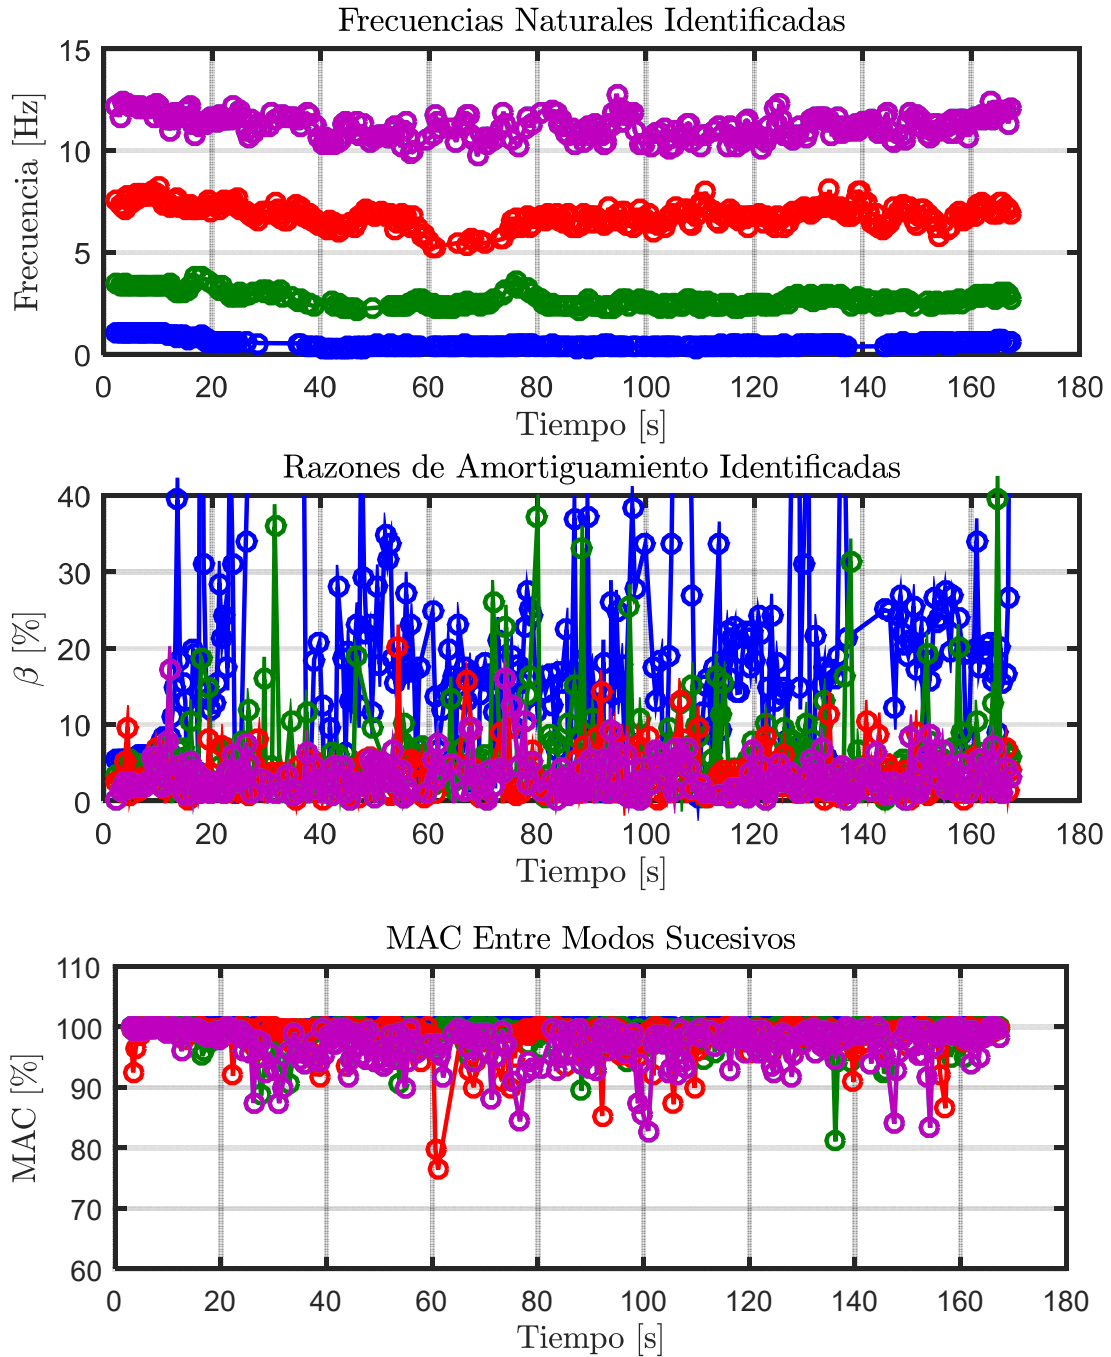 Frecuencias Naturales Identificadas
Frecuencia [Hz]
15
10
5
0
0 20 40 60 80 100 120 140 160 180
Tiempo [s]
Razones de Amortiguamiento Identificadas
β [%]
40
30
20
10
0
0 20 40 60 80 100 120 140 160 180
Tiempo [s]
MAC Entre Modos Sucesivos
MAC [%]
110
100
90
80
70
60
0 20 40 60 80 100 120 140 160 180
Tiempo [s]